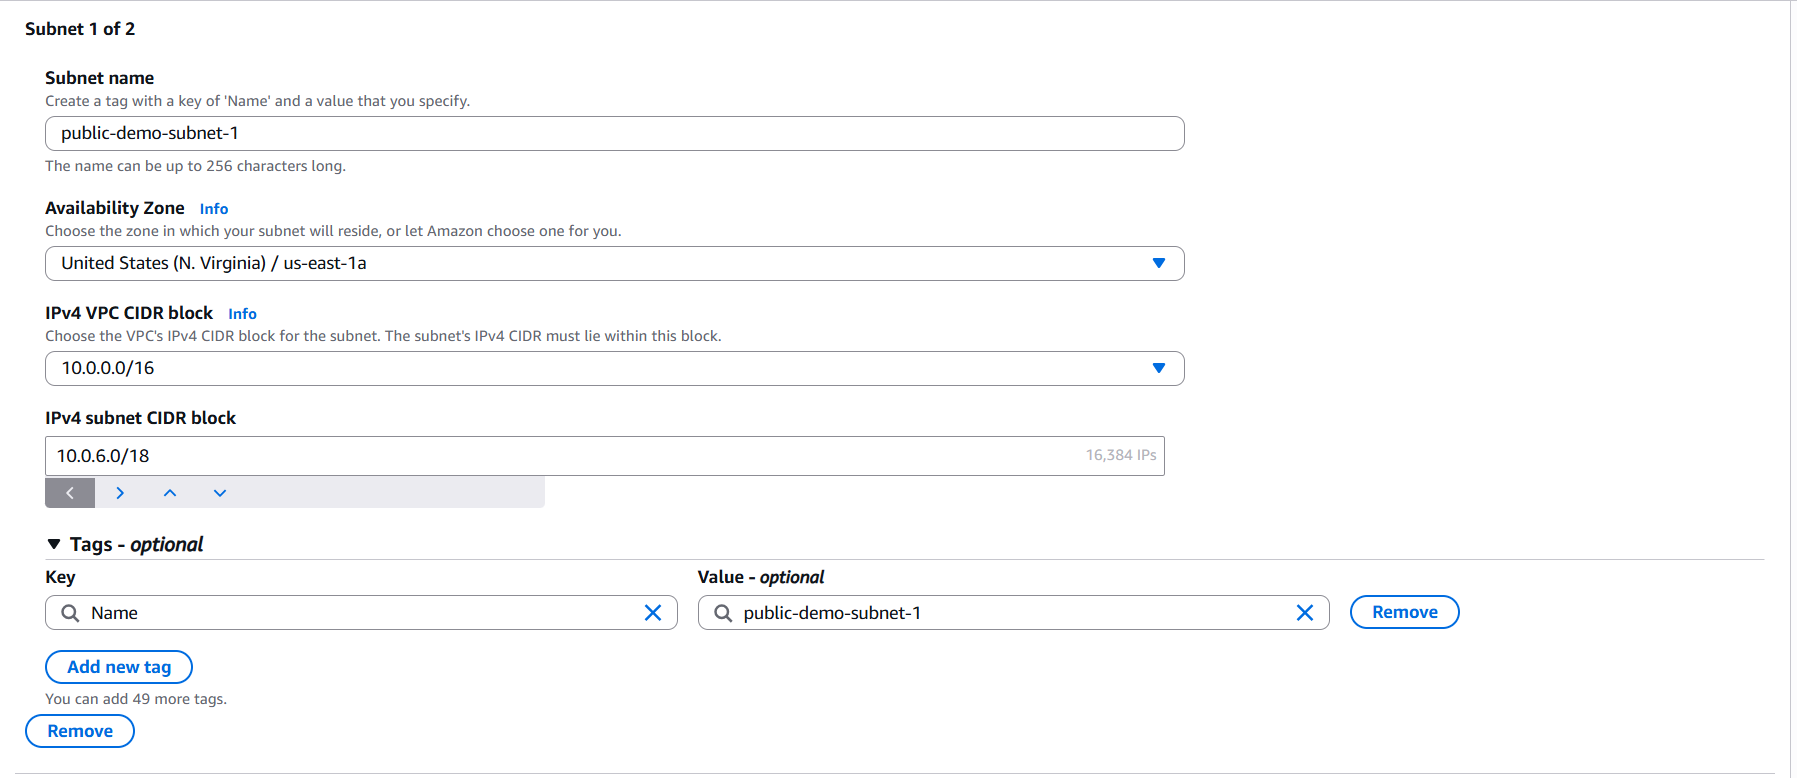 Subnet 1 of 2
Subnet name
Create a tag with a key of 'Name' and a value that you specify.
public-demo-subnet-1
The name can be up to 256 characters long.
Availability Zone Info
Choose the zone in which your subnet will reside, or let Amazon choose one for you.
United States (N. Virginia) / us-east-1a
IPv4 VPC CIDR block Info
Choose the VPC's IPv4 CIDR block for the subnet. The subnet's IPv4 CIDR must lie within this block.
10.0.0.0/16
IPv4 subnet CIDR block
10.0.6.0/18 16,384 IPs
Tags - optional
Key Value - optional
Name public-demo-subnet-1 Remove
Add new tag
You can add 49 more tags.
Remove